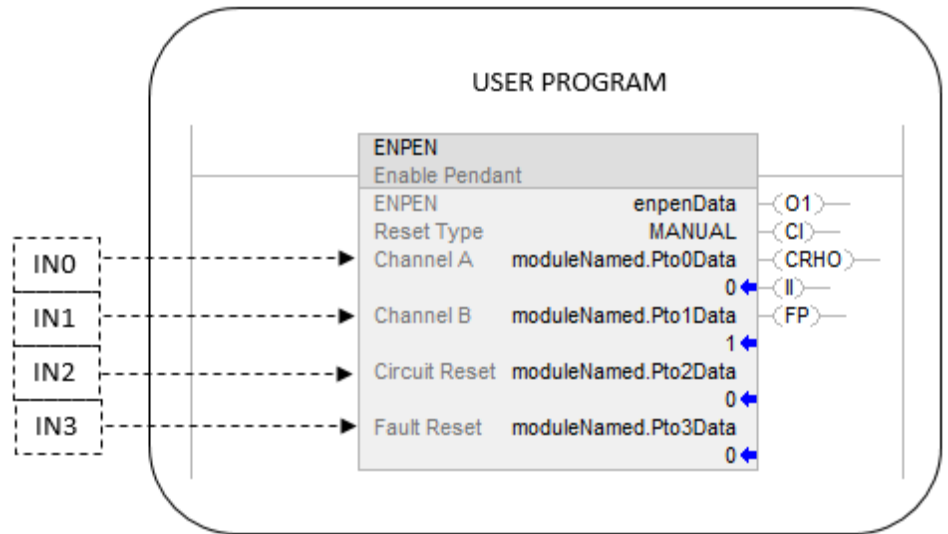 USER PROGRAM
ENPEN
Enable Pendant
ENPEN enpenData (O1)
Reset Type MANUAL (CI)
IN0 Channel A moduleNamed.Pto0Data (CRHO)
0 (II)
IN1 Channel B moduleNamed.Pto1Data (FP)
1
IN2 Circuit Reset moduleNamed.Pto2Data
0
IN3 Fault Reset moduleNamed.Pto3Data
0